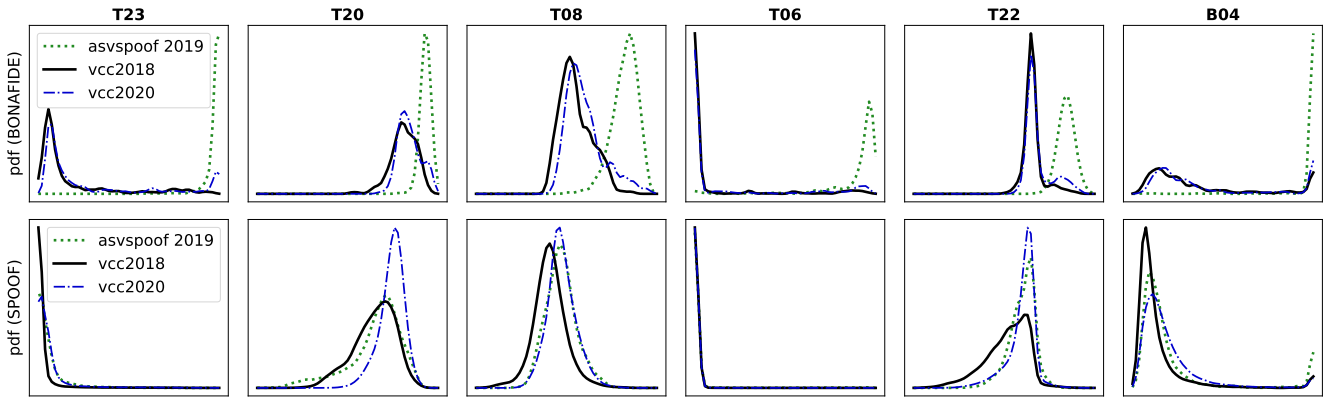 T23 T20 T08 T06 T22 B04
pdf (BONAFIDE)
asvspoof 2019
vcc2018
vcc2020
pdf (SPOOF)
asvspoof 2019
vcc2018
vcc2020